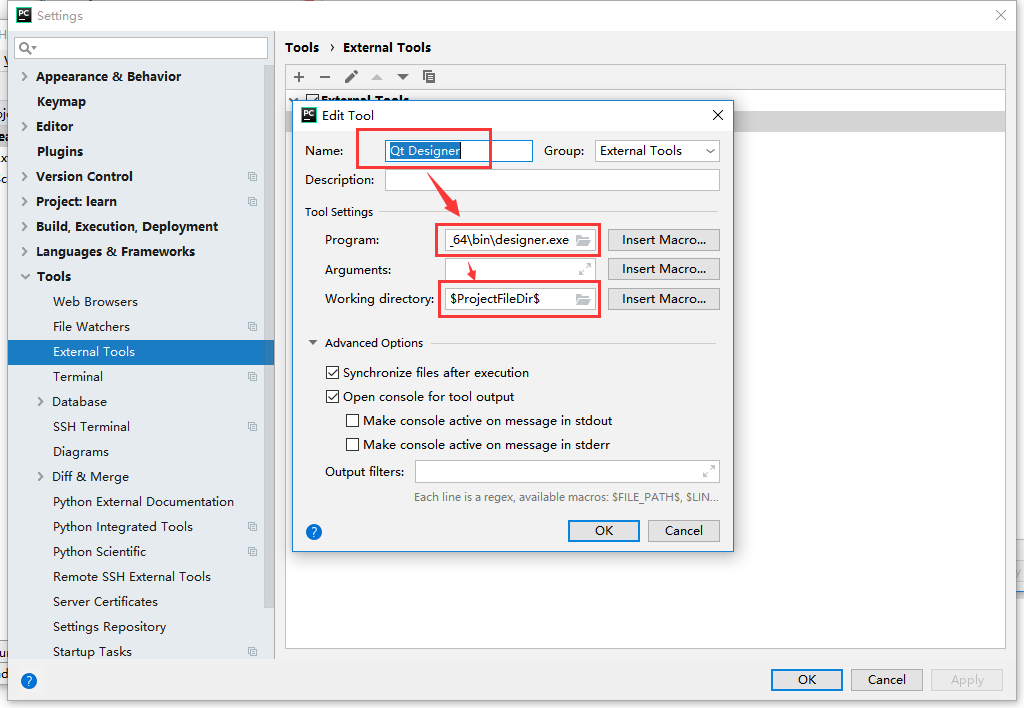 PC Settings
Tools › External Tools
Appearance & Behavior
Keymap
Editor
Plugins
Version Control
Project: learn
Build, Execution, Deployment
Languages & Frameworks
Tools
Web Browsers
File Watchers
External Tools
Terminal
Database
SSH Terminal
Diagrams
Diff & Merge
Python External Documentation
Python Integrated Tools
Python Scientific
Remote SSH External Tools
Server Certificates
Settings Repository
Startup Tasks
External Tools
PC Edit Tool
Name: Qt Designer Group: External Tools
Description:
Tool Settings
Program: _64\bin\designer.exe Insert Macro...
Arguments: Insert Macro...
Working directory: $ProjectFileDir$ Insert Macro...
Advanced Options
Synchronize files after execution
Open console for tool output
Make console active on message in stdout
Make console active on message in stderr
Output filters:
Each line is a regex, available macros: $FILE_PATH$, $LIN...
? OK Cancel
? OK Cancel Apply